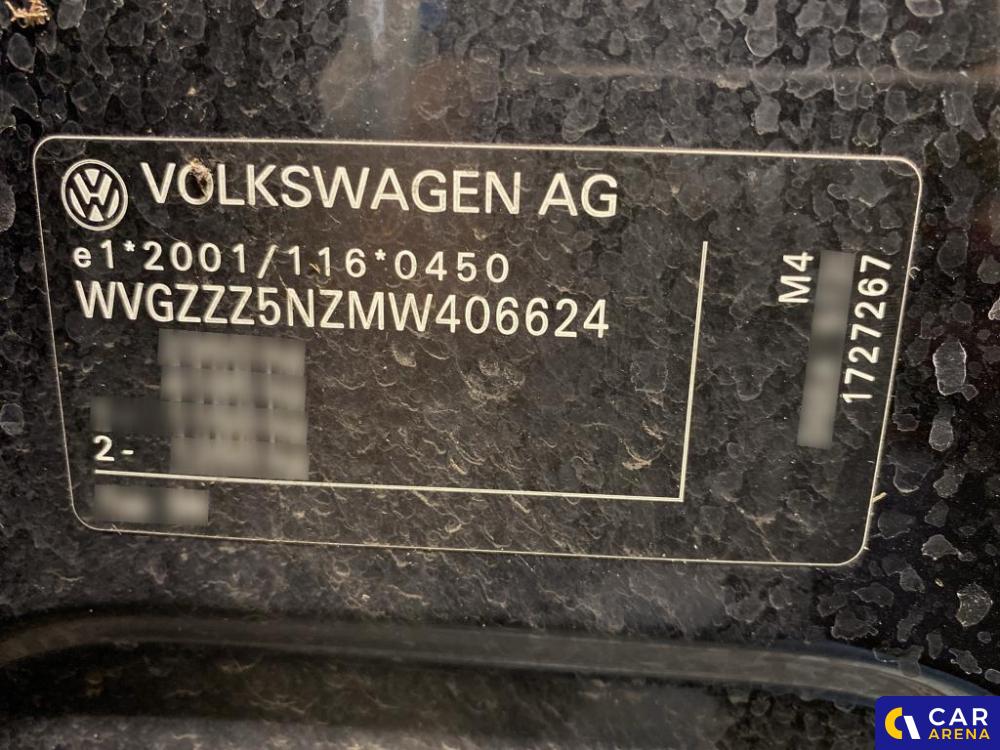 VOLKSWAGEN AG
e1*2001/116*0450
WVGZZZ5NZMW406624
2-
M4
1727267
CAR
ARENA